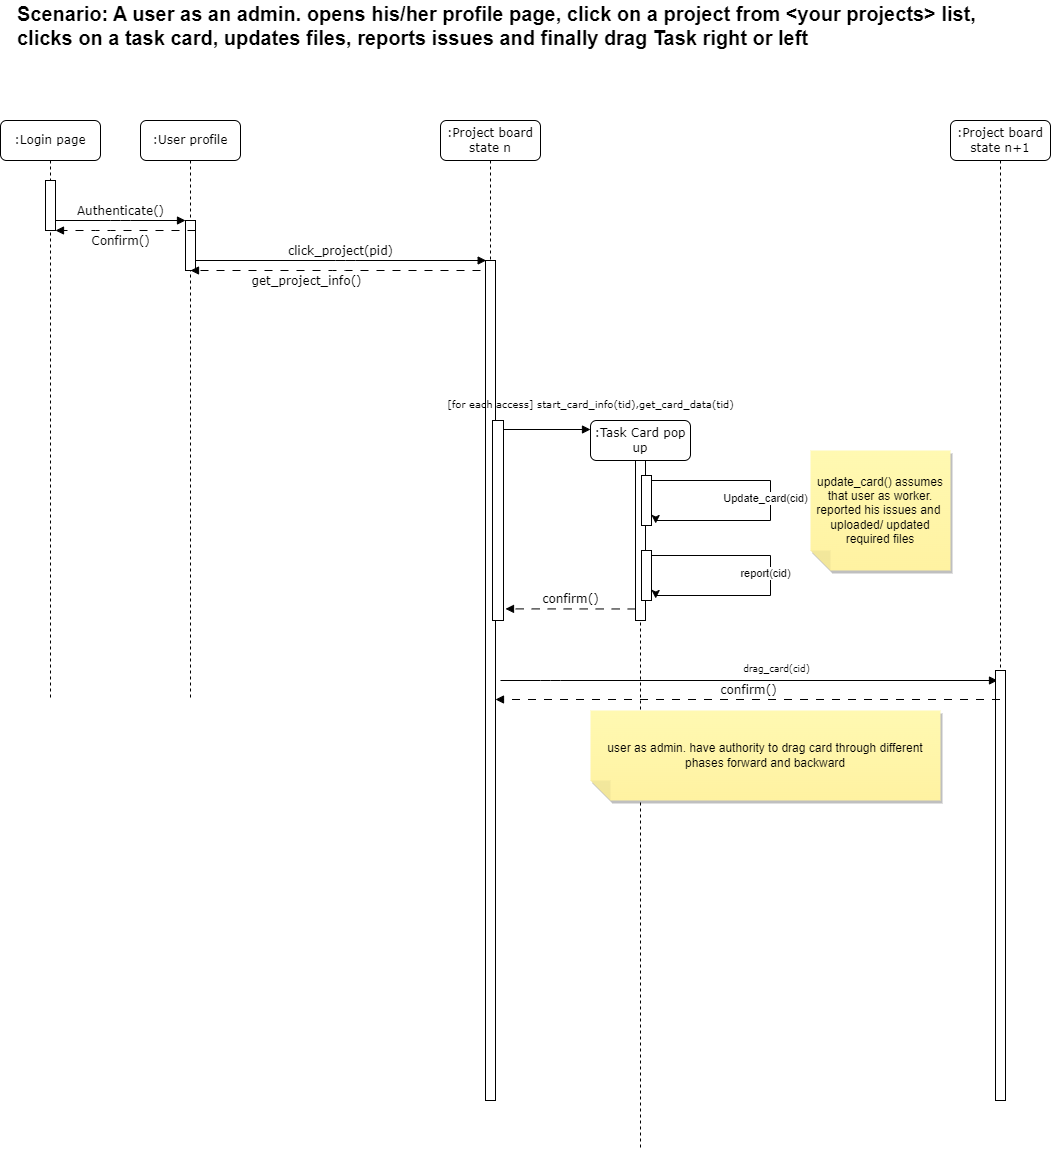 Scenario: A user as an admin. opens his/her profile page, click on a project from <your projects> list,
clicks on a task card, updates files, reports issues and finally drag Task right or left
:Login page
:User profile
:Project board
state n
:Project board
state n+1
Authenticate()
Confirm()
click_project(pid)
get_project_info()
[for each access] start_card_info(tid),get_card_data(tid)
:Task Card pop
up
Update_card(cid)
update_card() assumes
that user as worker.
reported his issues and
uploaded/ updated
required files
report(cid)
confirm()
drag_card(cid)
confirm()
user as admin. have authority to drag card through different
phases forward and backward